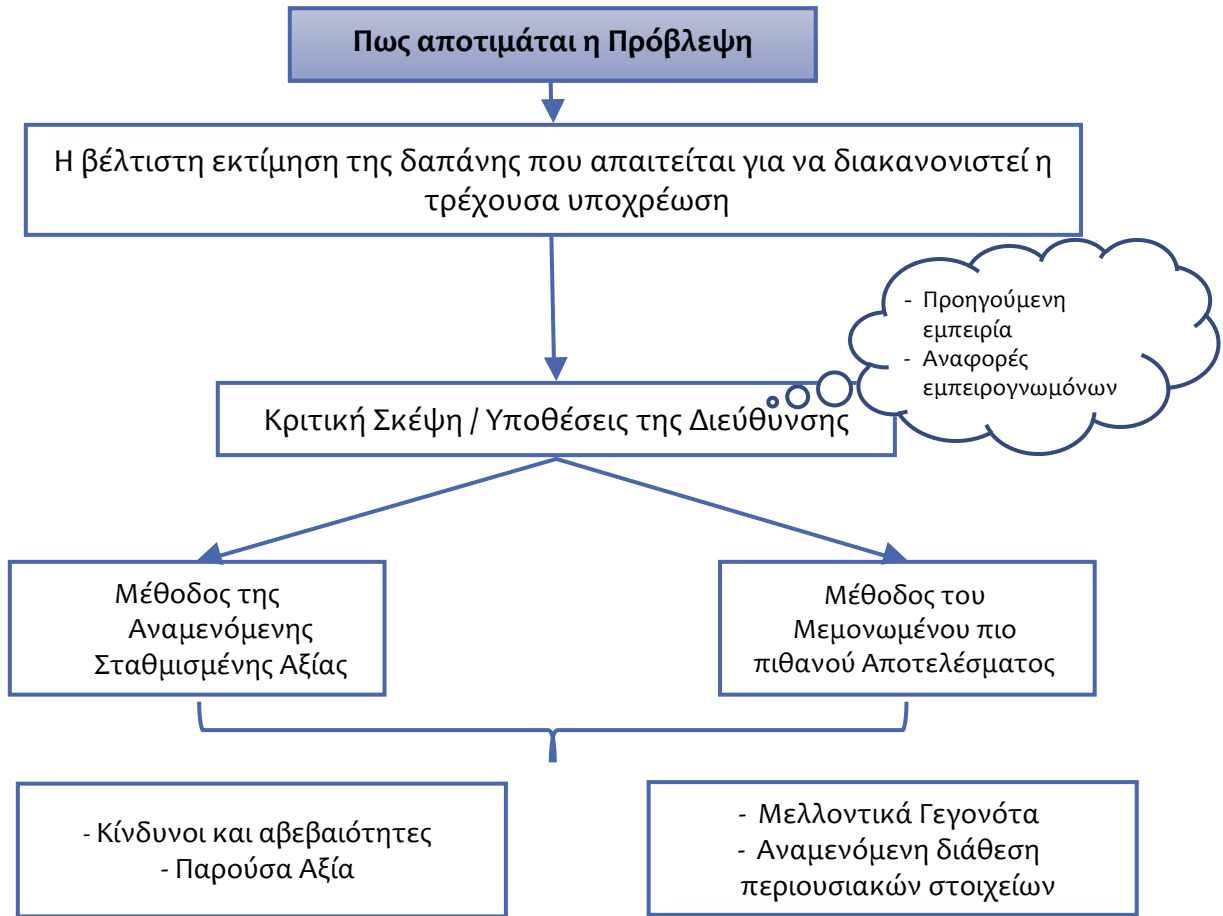 Πως αποτιμάται η Πρόβλεψη
Η βέλτιστη εκτίμηση της δαπάνης που απαιτείται για να διακανονιστεί η
τρέχουσα υποχρέωση
- Προηγούμενη
εμπειρία
- Αναφορές
εμπειρογνωμόνων
Κριτική Σκέψη / Υποθέσεις της Διεύθυνσης
Μέθοδος της
Αναμενόμενης
Σταθμισμένης Αξίας
Μέθοδος του
Μεμονωμένου πιο
πιθανού Αποτελέσματος
- Κίνδυνοι και αβεβαιότητες
- Παρούσα Αξία
- Μελλοντικά Γεγονότα
- Αναμενόμενη διάθεση
περιουσιακών στοιχείων